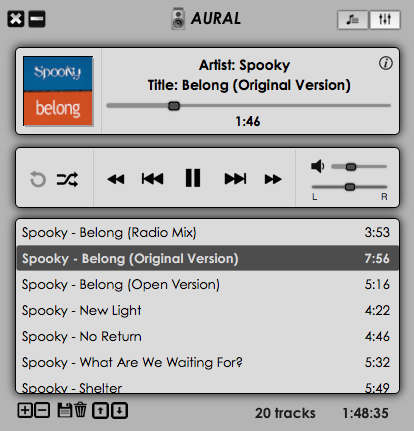 AURAL
Spooky
belong
Artist: Spooky
Title: Belong (Original Version)
1:46
L R
Spooky - Belong (Radio Mix) 3:53
Spooky - Belong (Original Version) 7:56
Spooky - Belong (Open Version) 5:16
Spooky - New Light 4:22
Spooky - No Return 4:46
Spooky - What Are We Waiting For? 5:32
Spooky - Shelter 5:49
20 tracks 1:48:35